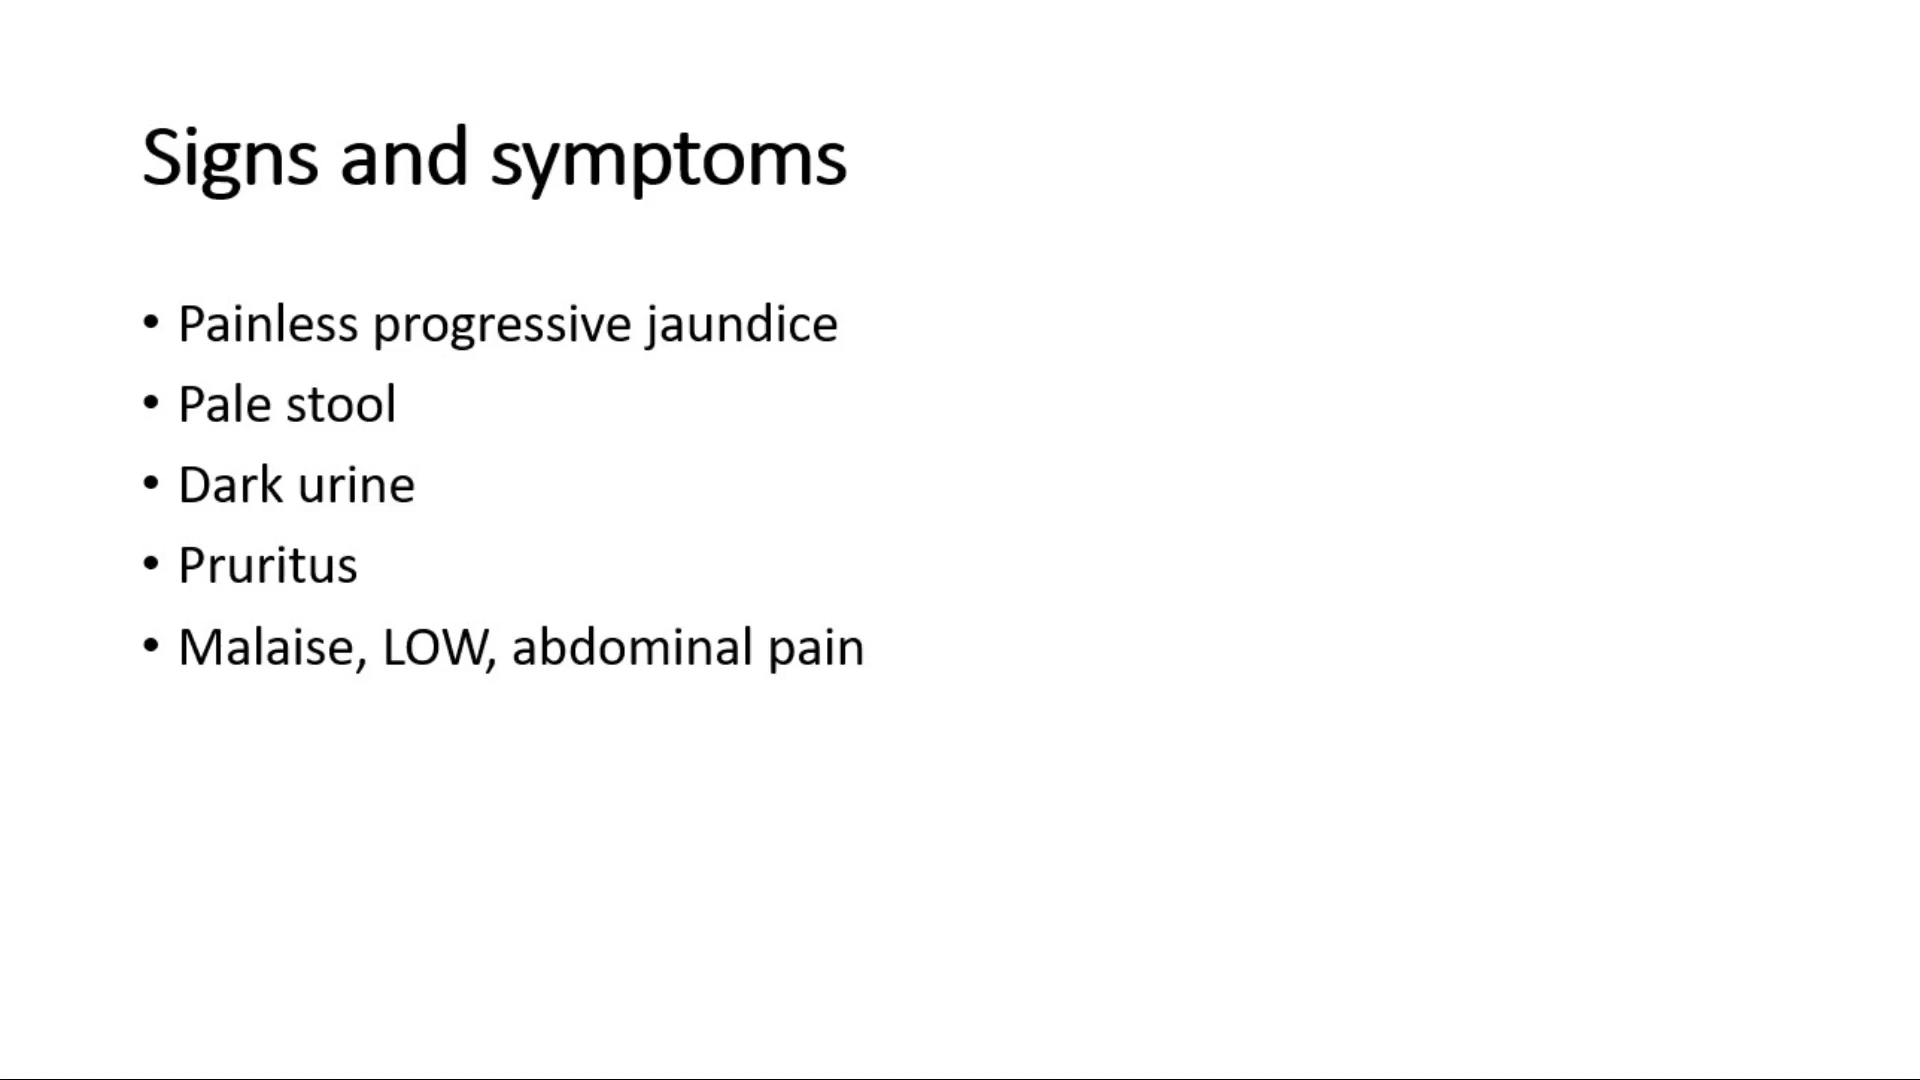 Signs and symptoms
• Painless progressive jaundice
• Pale stool
• Dark urine
• Pruritus
• Malaise, LOW, abdominal pain